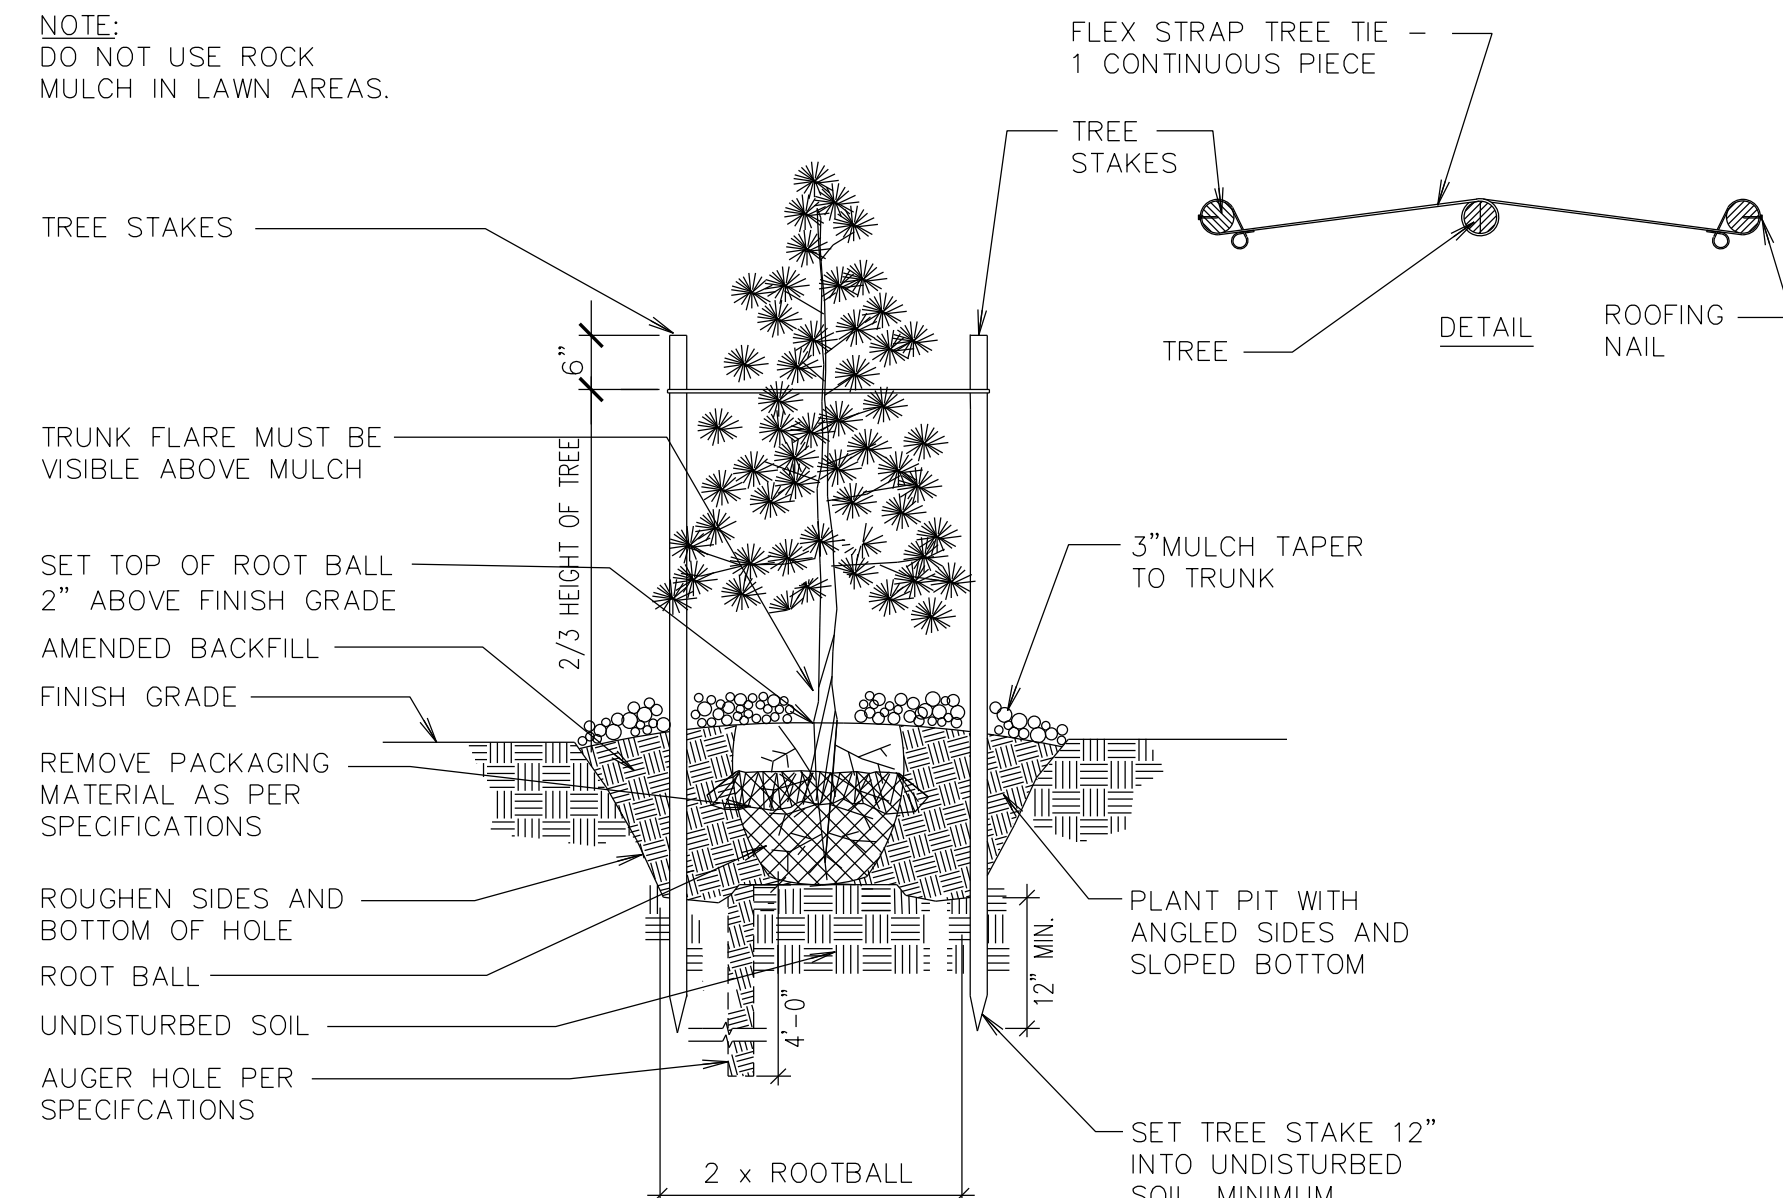 NOTE:
DO NOT USE ROCK
MULCH IN LAWN AREAS.
FLEX STRAP TREE TIE
1 CONTINUOUS PIECE
TREE
STAKES
TREE STAKES
TREE
DETAIL
ROOFING
NAIL
6"
TRUNK FLARE MUST BE
VISIBLE ABOVE MULCH
2/3 HEIGHT OF TREE
SET TOP OF ROOT BALL
2" ABOVE FINISH GRADE
3"MULCH TAPER
TO TRUNK
AMENDED BACKFILL
FINISH GRADE
REMOVE PACKAGING
MATERIAL AS PER
SPECIFICATIONS
ROUGHEN SIDES AND
BOTTOM OF HOLE
PLANT PIT WITH
ANGLED SIDES AND
SLOPED BOTTOM
ROOT BALL
12" MIN.
UNDISTURBED SOIL
4'-0"
AUGER HOLE PER
SPECIFCATIONS
SET TREE STAKE 12"
INTO UNDISTURBED
SOIL MINIMUM
2 x ROOTBALL